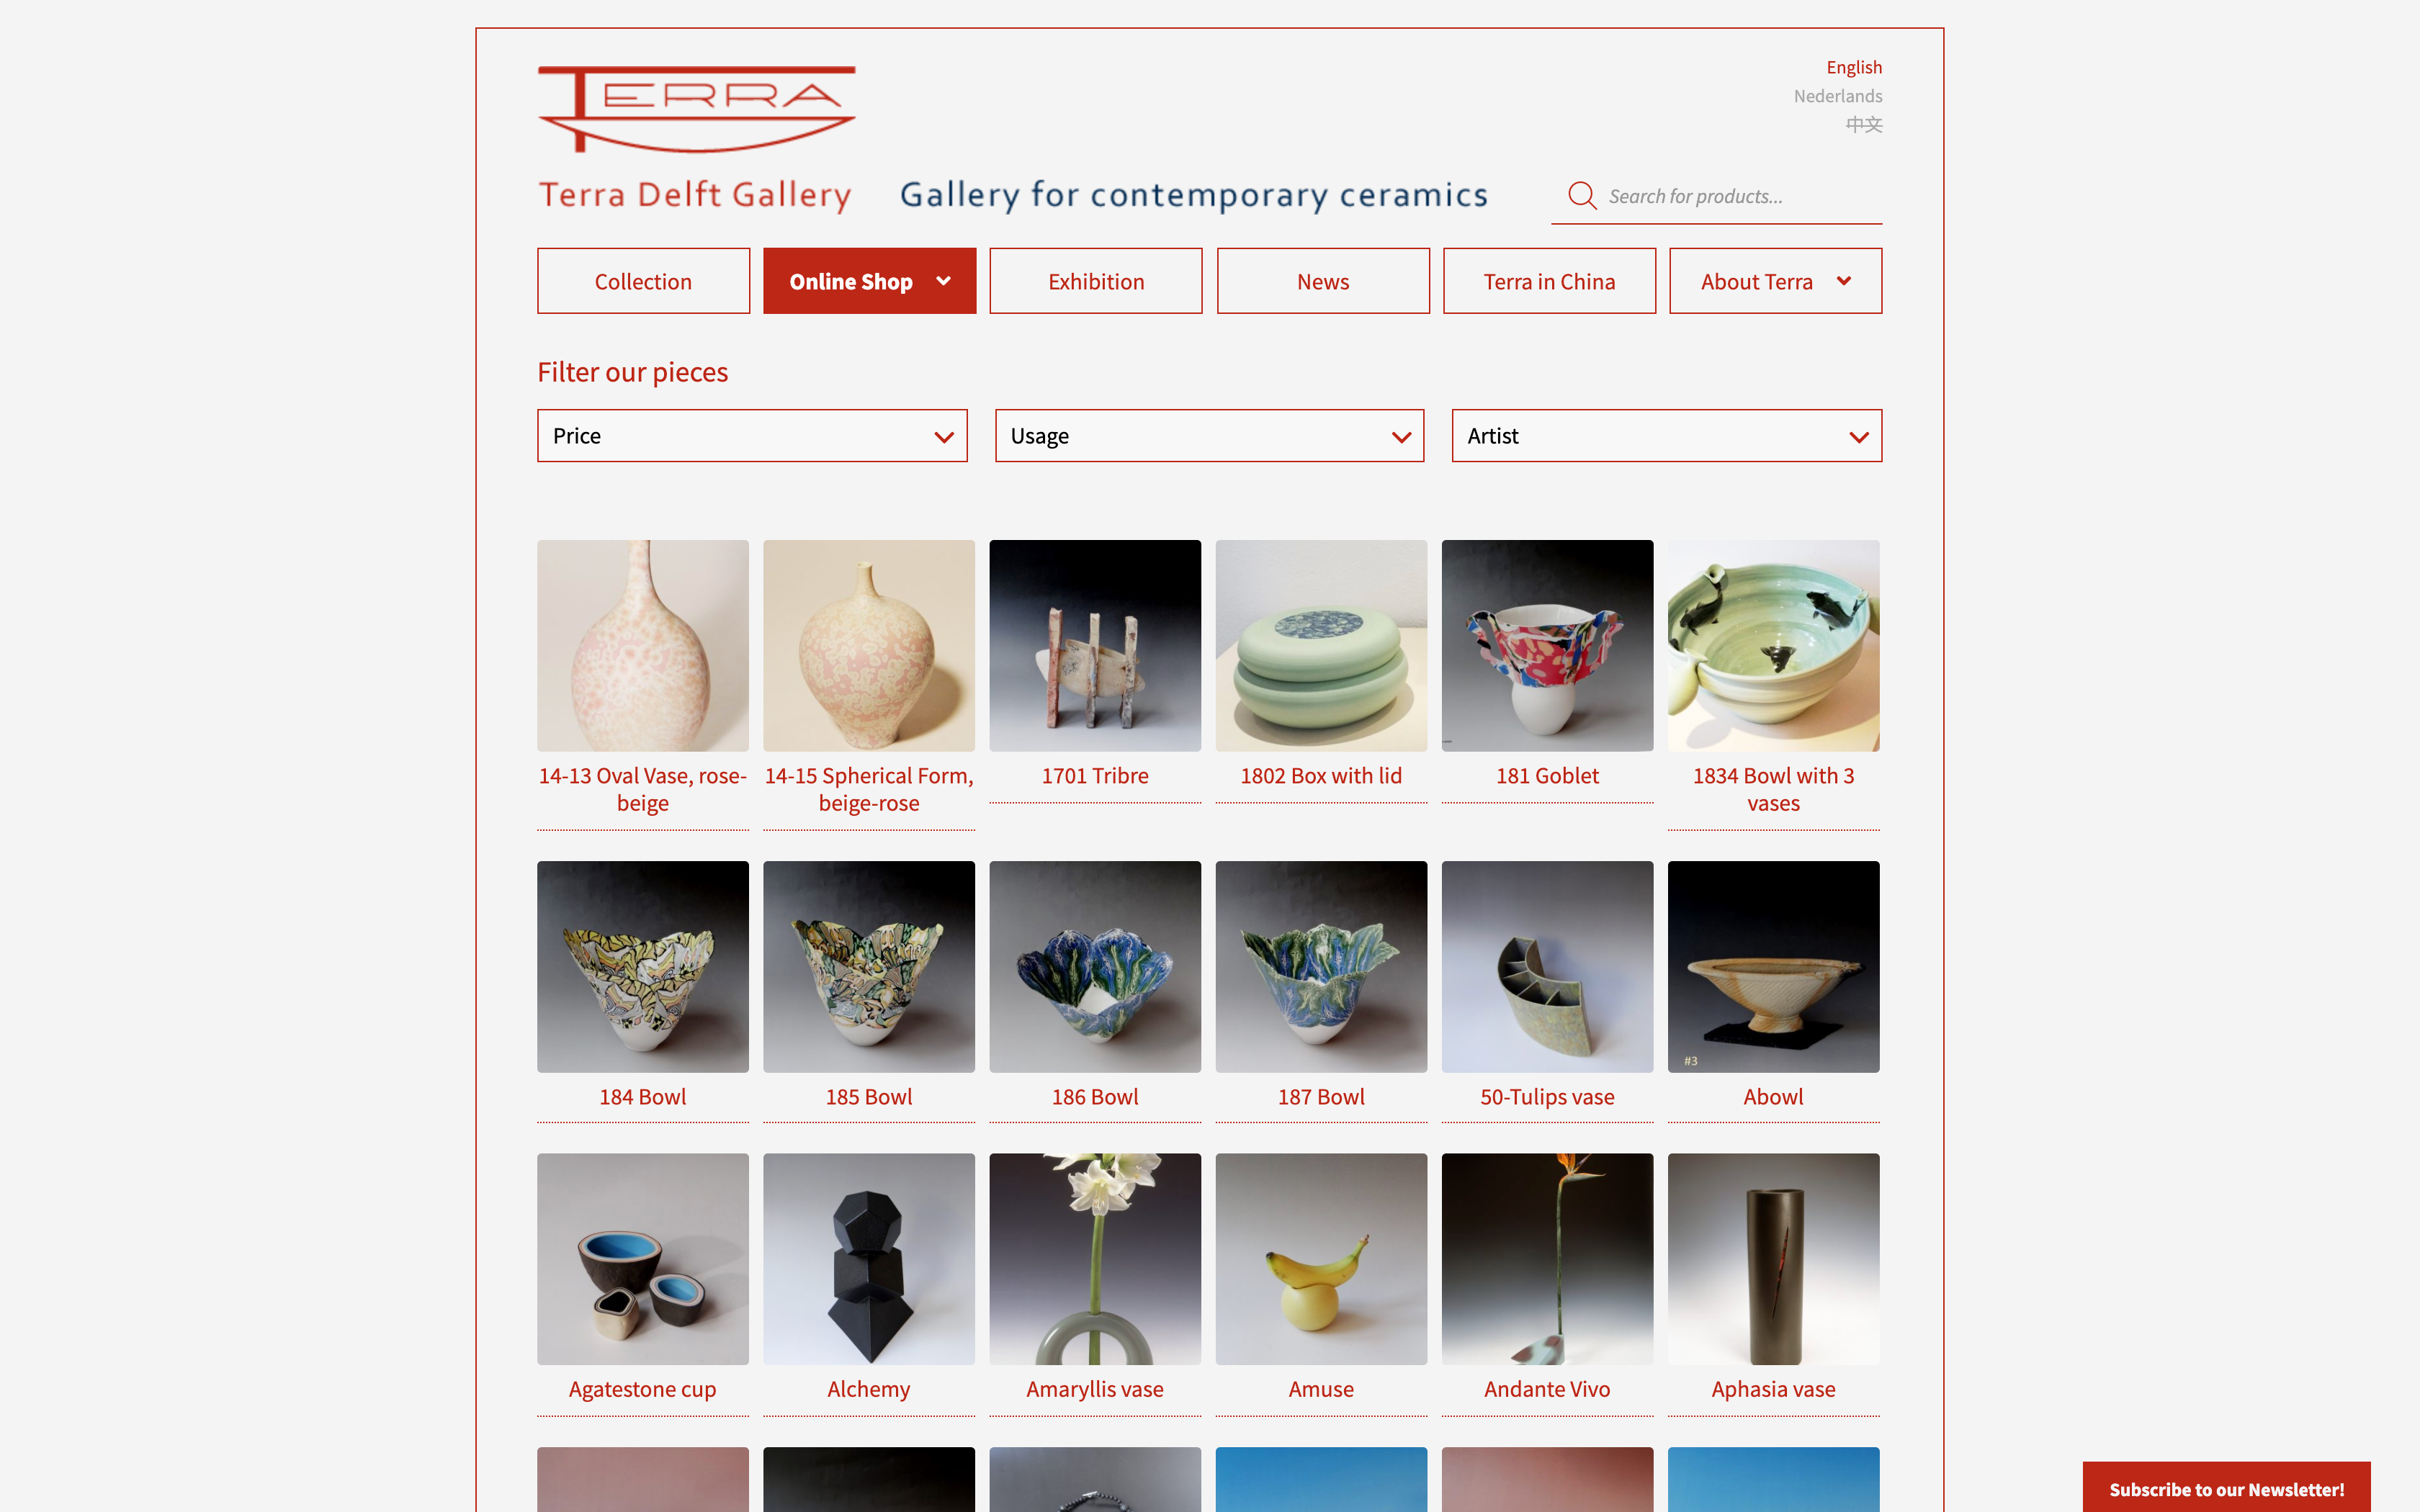 TERRA
English
Nederlands
中文
Terra Delft Gallery Gallery for contemporary ceramics
Search for products...
Collection
Online Shop
Exhibition
News
Terra in China
About Terra
Filter our pieces
Price
Usage
Artist
14-13 Oval Vase, rose-
beige
14-15 Spherical Form,
beige-rose
1701 Tribre
1802 Box with lid
181 Goblet
1834 Bowl with 3
vases
#3
184 Bowl
185 Bowl
186 Bowl
187 Bowl
50-Tulips vase
Abowl
Agatestone cup
Alchemy
Amaryllis vase
Amuse
Andante Vivo
Aphasia vase
Subscribe to our Newsletter!